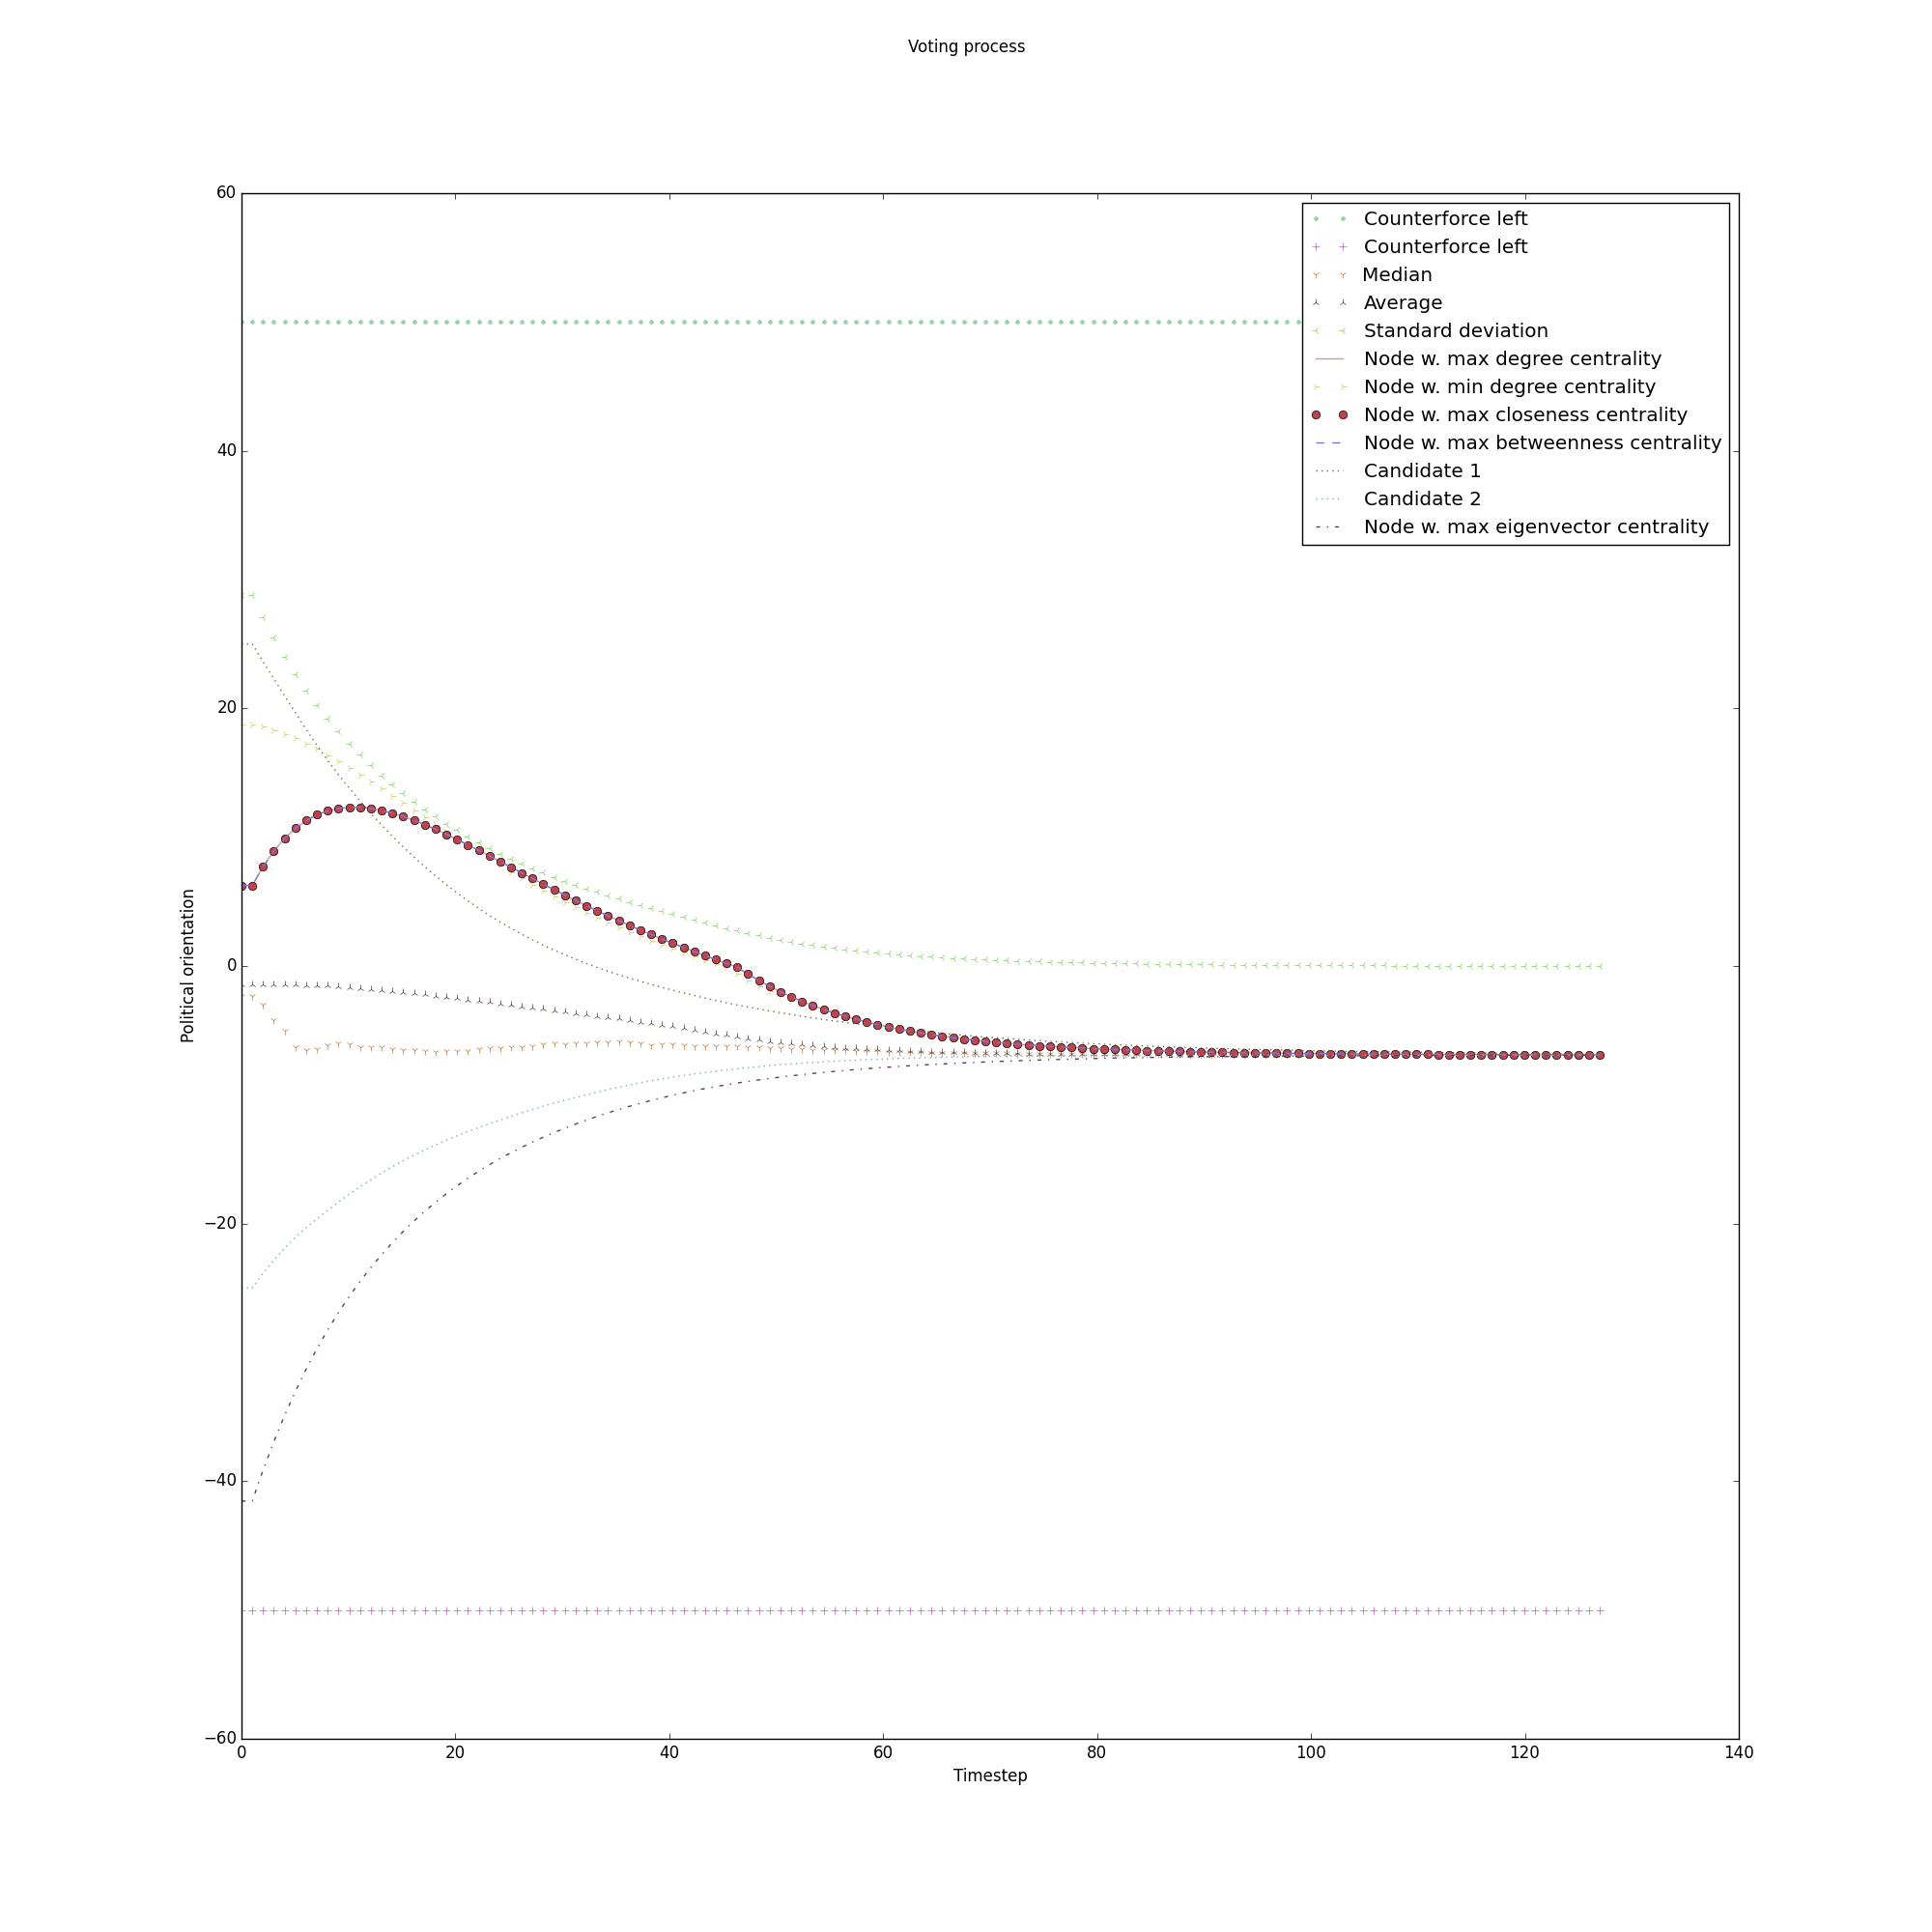 Voting process
60
40
20
0
−20
−40
−60
Political orientation
Counterforce left
Counterforce left
Median
Average
Standard deviation
Node w. max degree centrality
Node w. min degree centrality
Node w. max closeness centrality
Node w. max betweenness centrality
Candidate 1
Candidate 2
Node w. max eigenvector centrality
0 20 40 60 80 100 120 140
Timestep